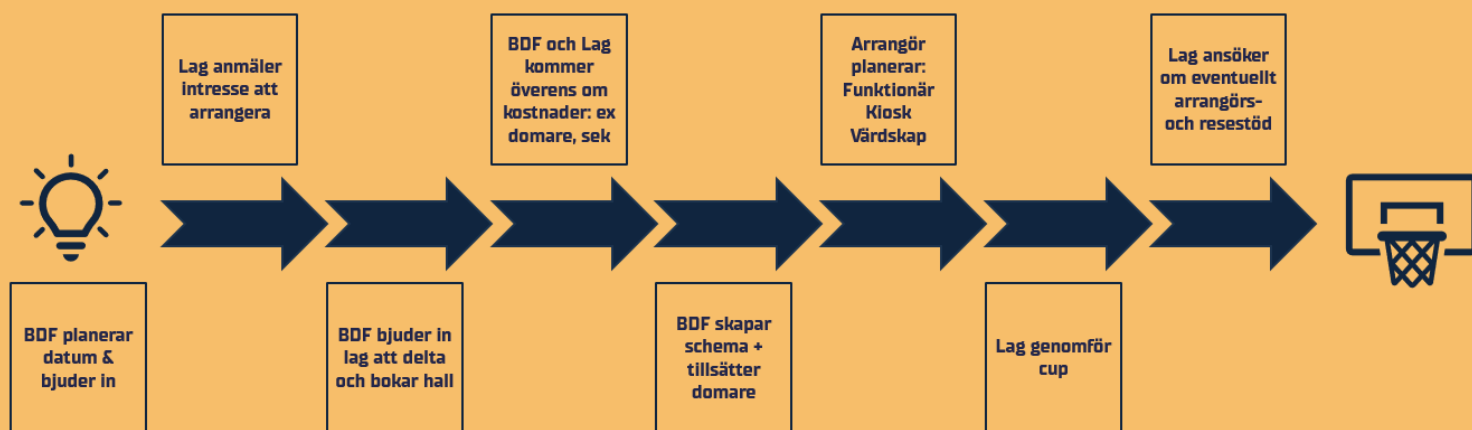 BDF planerar
datum &
bjuder in
Lag anmäler
intresse att
arrangera
BDF bjuder in
lag att delta
och bokar hall
BDF och Lag
kommer
överens om
kostnader: ex
domare, sek
BDF skapar
schema +
tillsätter
domare
Arrangör
planerar:
Funktionär
Kiosk
Värdskap
Lag genomför
cup
Lag ansöker
om eventuellt
arrangörs-
och resestöd